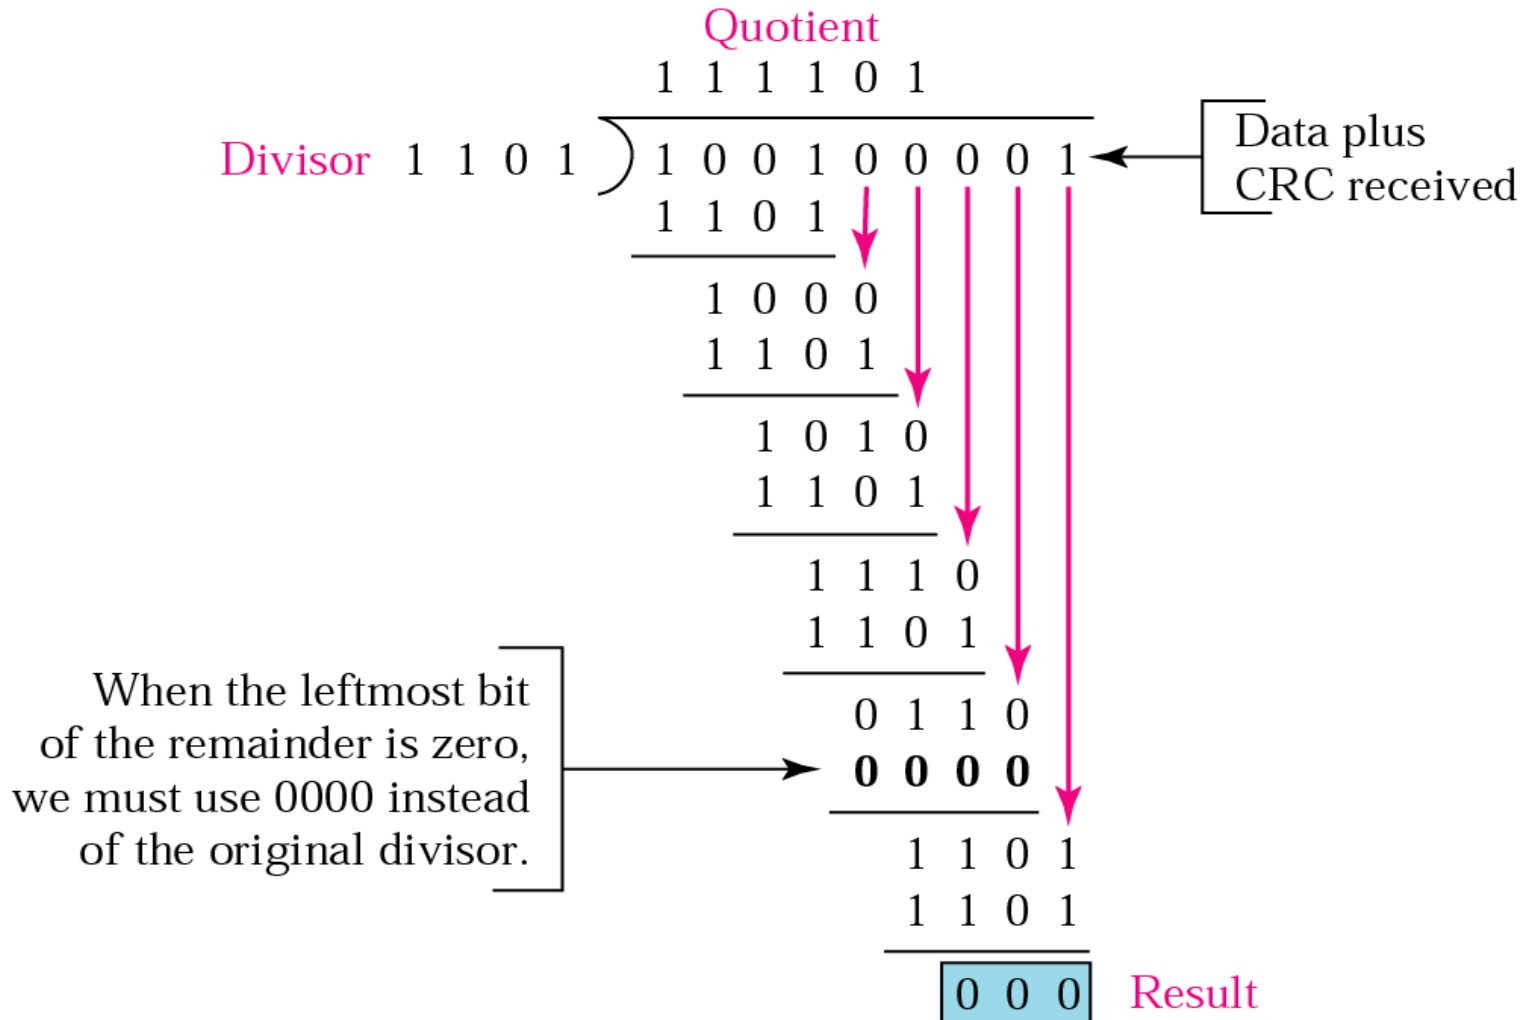 Quotient
1 1 1 1 0 1
Divisor 1 1 0 1 1 0 0 1 0 0 0 0 1
Data plus
CRC received
1 1 0 1
1 0 0 0
1 1 0 1
1 0 1 0
1 1 0 1
1 1 1 0
1 1 0 1
When the leftmost bit
of the remainder is zero,
we must use 0000 instead
of the original divisor.
0 1 1 0
0 0 0 0
1 1 0 1
1 1 0 1
0 0 0 Result